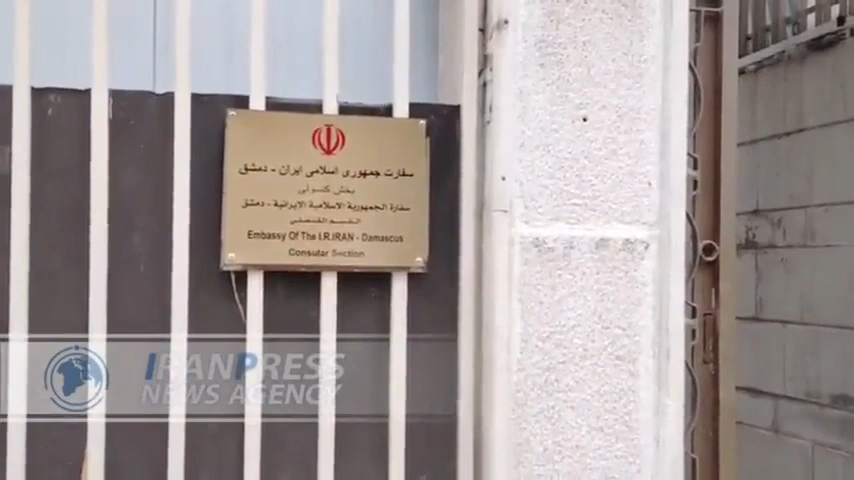 سفارت جمهوری اسلامی ایران - دمشق
بخش کنسولی
سفارة الجمهورية الاسلامية الايرانية - دمشق
القسم القنصلي
Embassy Of The I.R.IRAN - Damascus
Consular Section
IRANPRESS
NEWS AGENCY